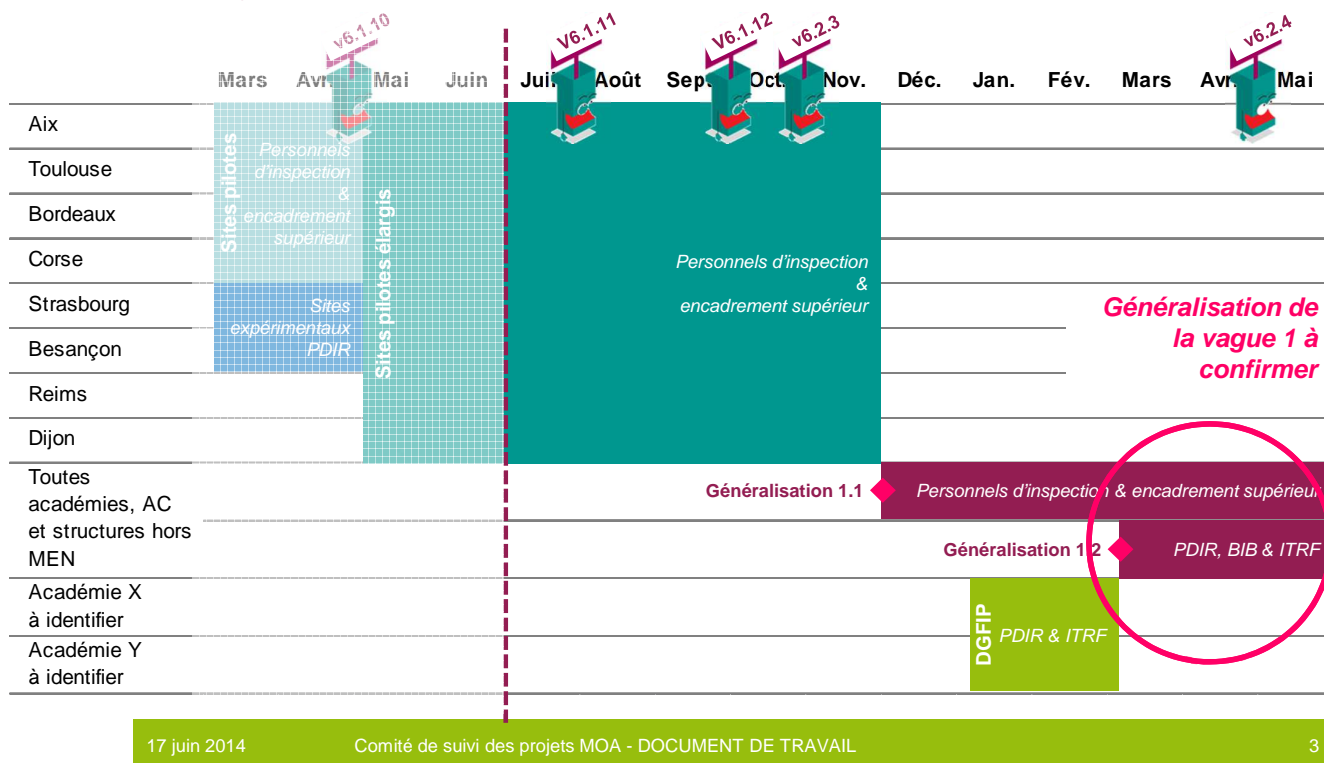 v6.1.10
V6.1.11
V6.1.12
v6.2.3
v6.2.4
Mars Avr. Mai Juin Juil. Août Sept. Oct. Nov. Déc. Jan. Fév. Mars Avr. Mai
Aix
Toulouse
Bordeaux
Corse
Strasbourg
Besançon
Reims
Dijon
Toutes
académies, AC
et structures hors
MEN
Académie X
à identifier
Académie Y
à identifier
Sites pilotes
Personnels
d'inspection
&
encadrement
supérieur
Sites
expérimentaux
PDIR
Sites pilotes élargis
Personnels d'inspection
&
encadrement supérieur
Généralisation de
la vague 1 à
confirmer
Généralisation 1.1
Personnels d'inspection & encadrement supérieur
Généralisation 1.2
PDIR, BIB & ITRF
DGFIP
PDIR & ITRF
17 juin 2014
Comité de suivi des projets MOA - DOCUMENT DE TRAVAIL
3